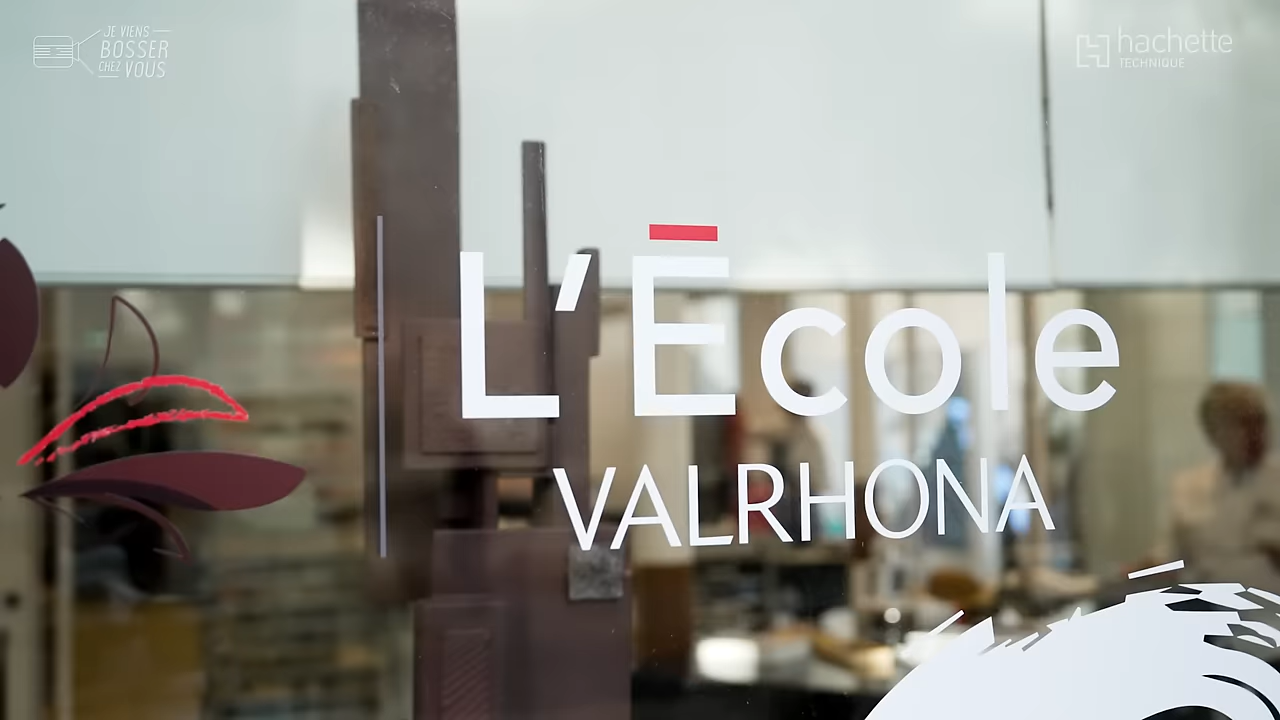 JE VIENS
BOSSER
CHEZ VOUS
hachette
TECHNIQUE
L'École
VALRHONA